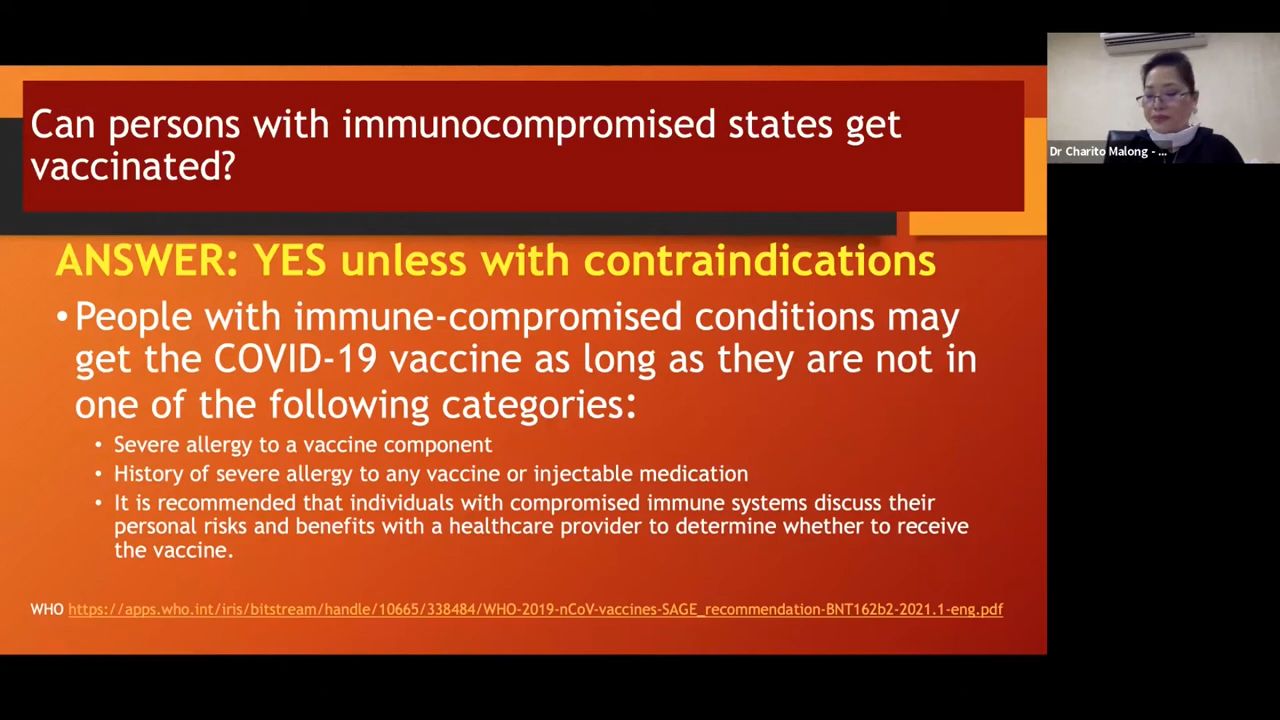 Can persons with immunocompromised states get
vaccinated?
ANSWER: YES unless with contraindications
•People with immune-compromised conditions may
get the COVID-19 vaccine as long as they are not in
one of the following categories:
• Severe allergy to a vaccine component
• History of severe allergy to any vaccine or injectable medication
• It is recommended that individuals with compromised immune systems discuss their
personal risks and benefits with a healthcare provider to determine whether to receive
the vaccine.
WHO https://apps.who.int/iris/bitstream/handle/10665/338484/WHO-2019-nCoV-vaccines-SAGE_recommendation-BNT162b2-2021.1-eng.pdf
Dr Charito Malong - ...